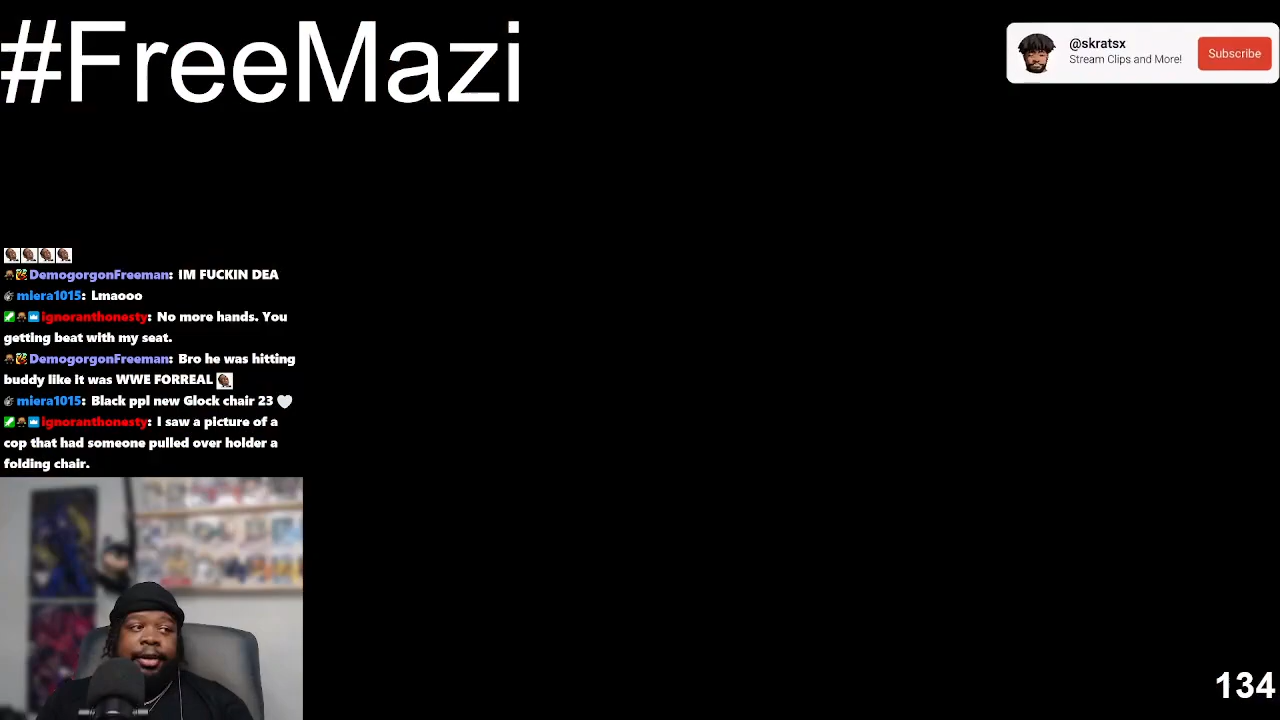 #FreeMazi
@skratsx
Stream Clips and More!
Subscribe
DemogorgonFreeman: IM FUCKIN DEA
miera1015: Lmaooo
ignoranthonesty: No more hands. You
getting beat with my seat.
DemogorgonFreeman: Bro he was hitting
buddy like it was WWE FORREAL
miera1015: Black ppl new Glock chair 23 🤍
ignoranthonesty: I saw a picture of a
cop that had someone pulled over holder a
folding chair.
134